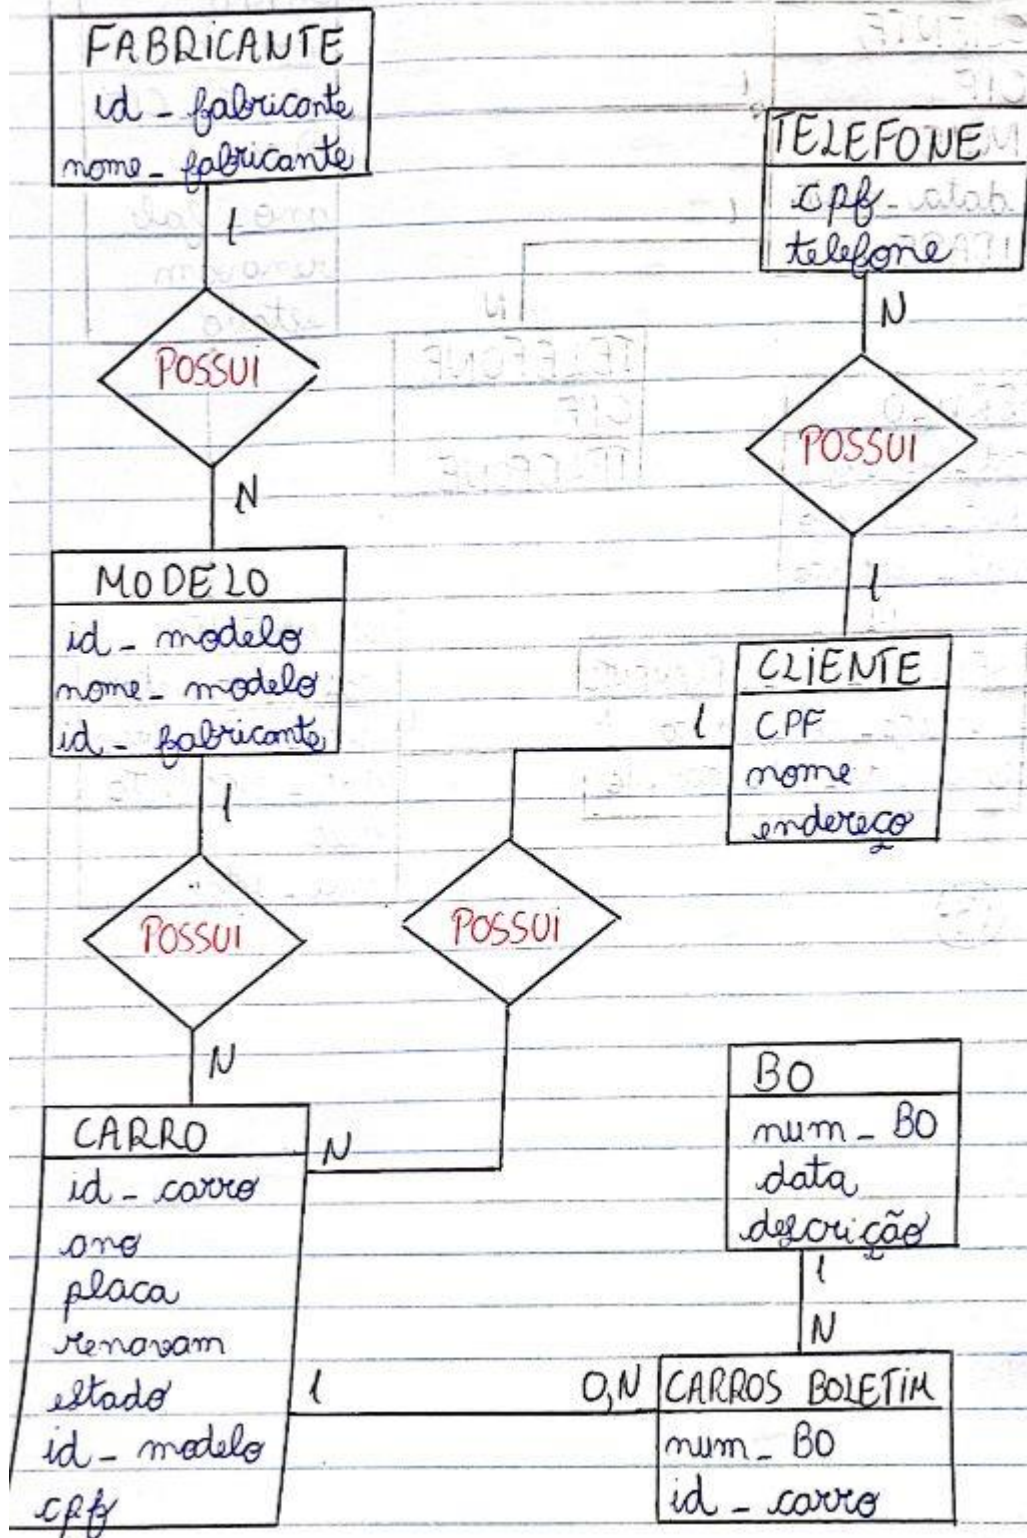 FABRICANTE
id_fabricante
nome_fabricante
1
POSSUI
N
MODELO
id_modelo
nome_modelo
id_fabricante
1
POSSUI
N
CARRO
id_carro
ano
placa
renavam
estado
id_modelo
cpf
TELEFONE
cpf
telefone
N
POSSUI
1
CLIENTE
CPF
nome
endereço
1
POSSUI
N
BO
num_BO
data
descrição
1
N
1
0,N
CARROS BOLETIM
num_BO
id_carro